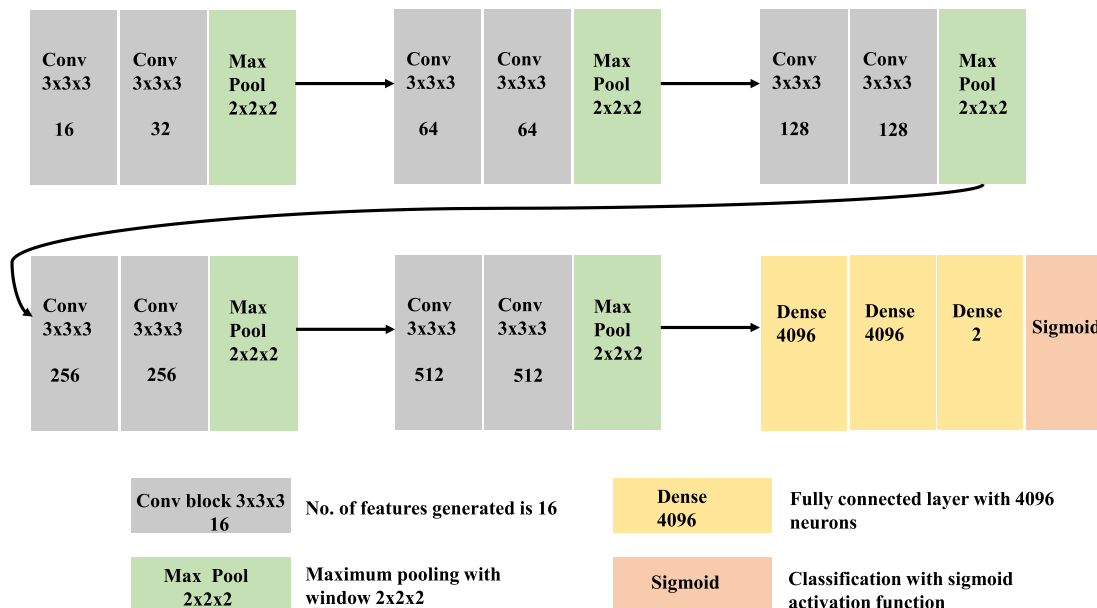 Conv
3x3x3
16
Conv
3x3x3
32
Max
Pool
2x2x2
Conv
3x3x3
64
Conv
3x3x3
64
Max
Pool
2x2x2
Conv
3x3x3
128
Conv
3x3x3
128
Max
Pool
2x2x2
Conv
3x3x3
256
Conv
3x3x3
256
Max
Pool
2x2x2
Conv
3x3x3
512
Conv
3x3x3
512
Max
Pool
2x2x2
Dense
4096
Dense
4096
Dense
2
Sigmoid
Conv block 3x3x3
16
No. of features generated is 16
Dense
4096
Fully connected layer with 4096
neurons
Max Pool
2x2x2
Maximum pooling with
window 2x2x2
Sigmoid
Classification with sigmoid
activation function